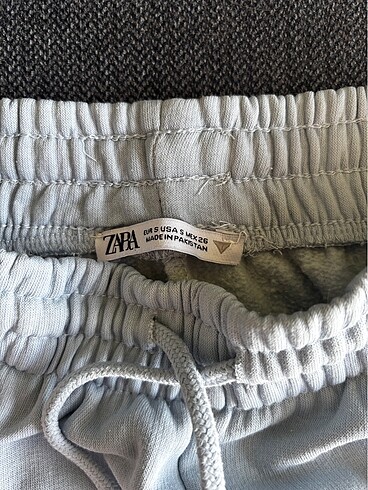 ZARA
EUR S USA S MEX 26
MADE IN PAKISTAN